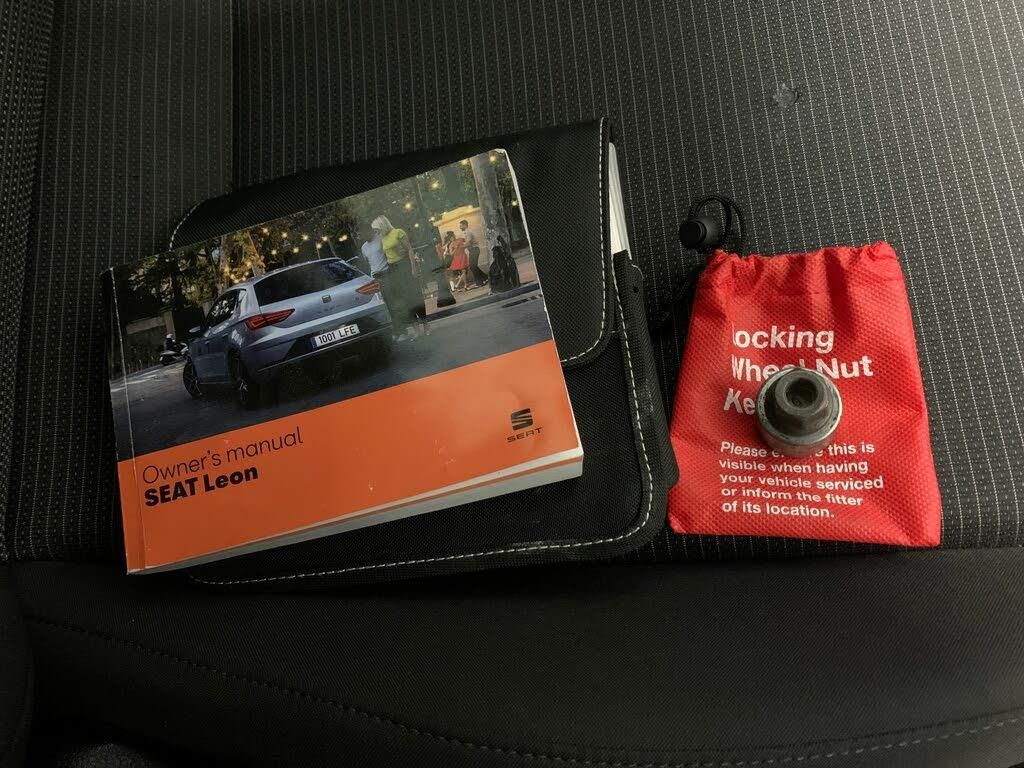 1001 LFE
Owner's manual
SEAT Leon
SEAT
Locking
Wheel Nut
Ke
Please this is
visible when having
your vehicle serviced
or inform the fitter
of its location.